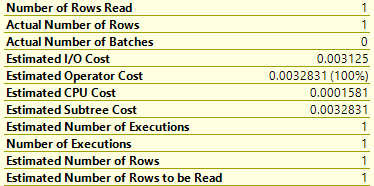 Number of Rows Read 1
Actual Number of Rows 1
Actual Number of Batches 0
Estimated I/O Cost 0.003125
Estimated Operator Cost 0.0032831 (100%)
Estimated CPU Cost 0.0001581
Estimated Subtree Cost 0.0032831
Estimated Number of Executions 1
Number of Executions 1
Estimated Number of Rows 1
Estimated Number of Rows to be Read 1